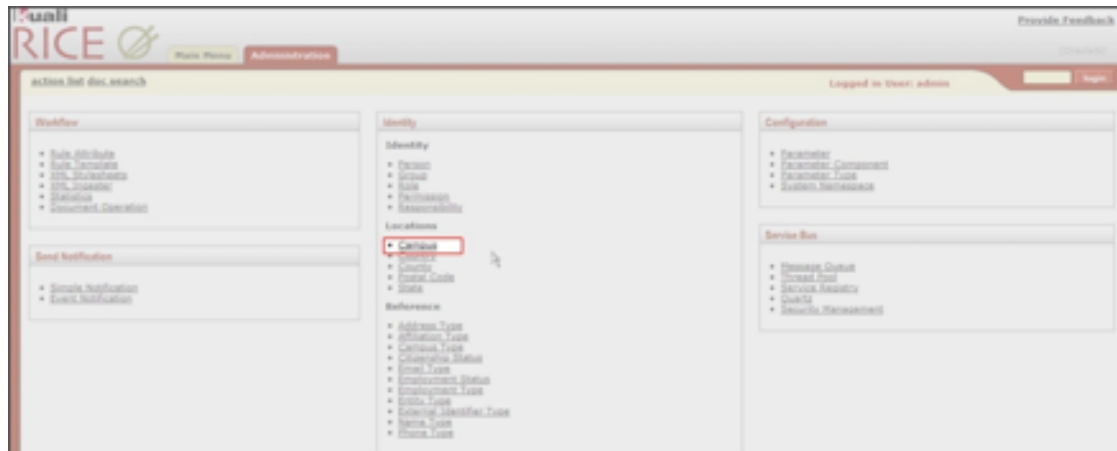 Kuali
RICE
Main Menu
Administration
Provide Feedback
action list doc search
Logged in User: admin
login
Workflow
Rule Attribute
Rule Template
XML Stylesheets
XML Ingester
Statistics
Document Operation
Send Notification
Simple Notification
Event Notification
Identity
Identity
Person
Group
Role
Permission
Responsibility
Locations
Campus
Country
County
Postal Code
State
Reference
Address Type
Affiliation Type
Campus Type
Citizenship Status
Email Type
Employment Status
Employment Type
Entity Type
External Identifier Type
Name Type
Phone Type
Configuration
Parameter
Parameter Component
Parameter Type
System Namespace
Service Bus
Message Queue
Thread Pool
Service Registry
Quartz
Security Management